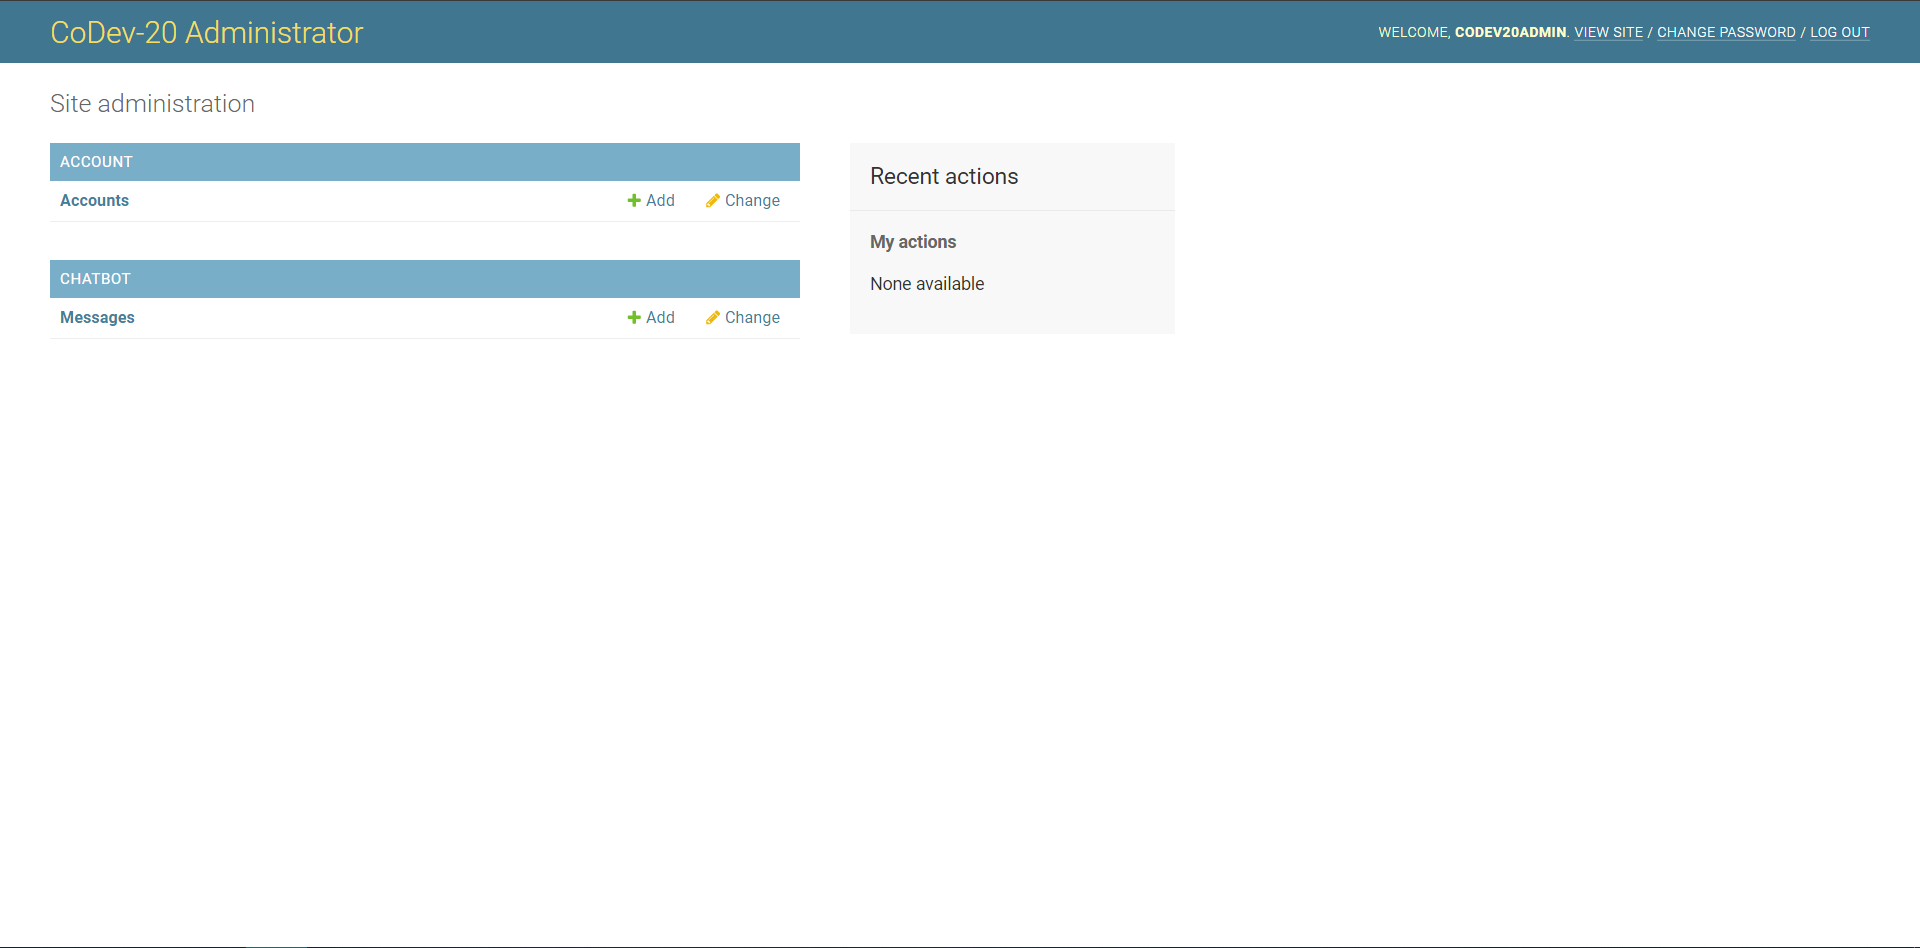 CoDev-20 Administrator
WELCOME, CODEV20ADMIN. VIEW SITE / CHANGE PASSWORD / LOG OUT
Site administration
ACCOUNT
Accounts Add Change
CHATBOT
Messages Add Change
Recent actions
My actions
None available